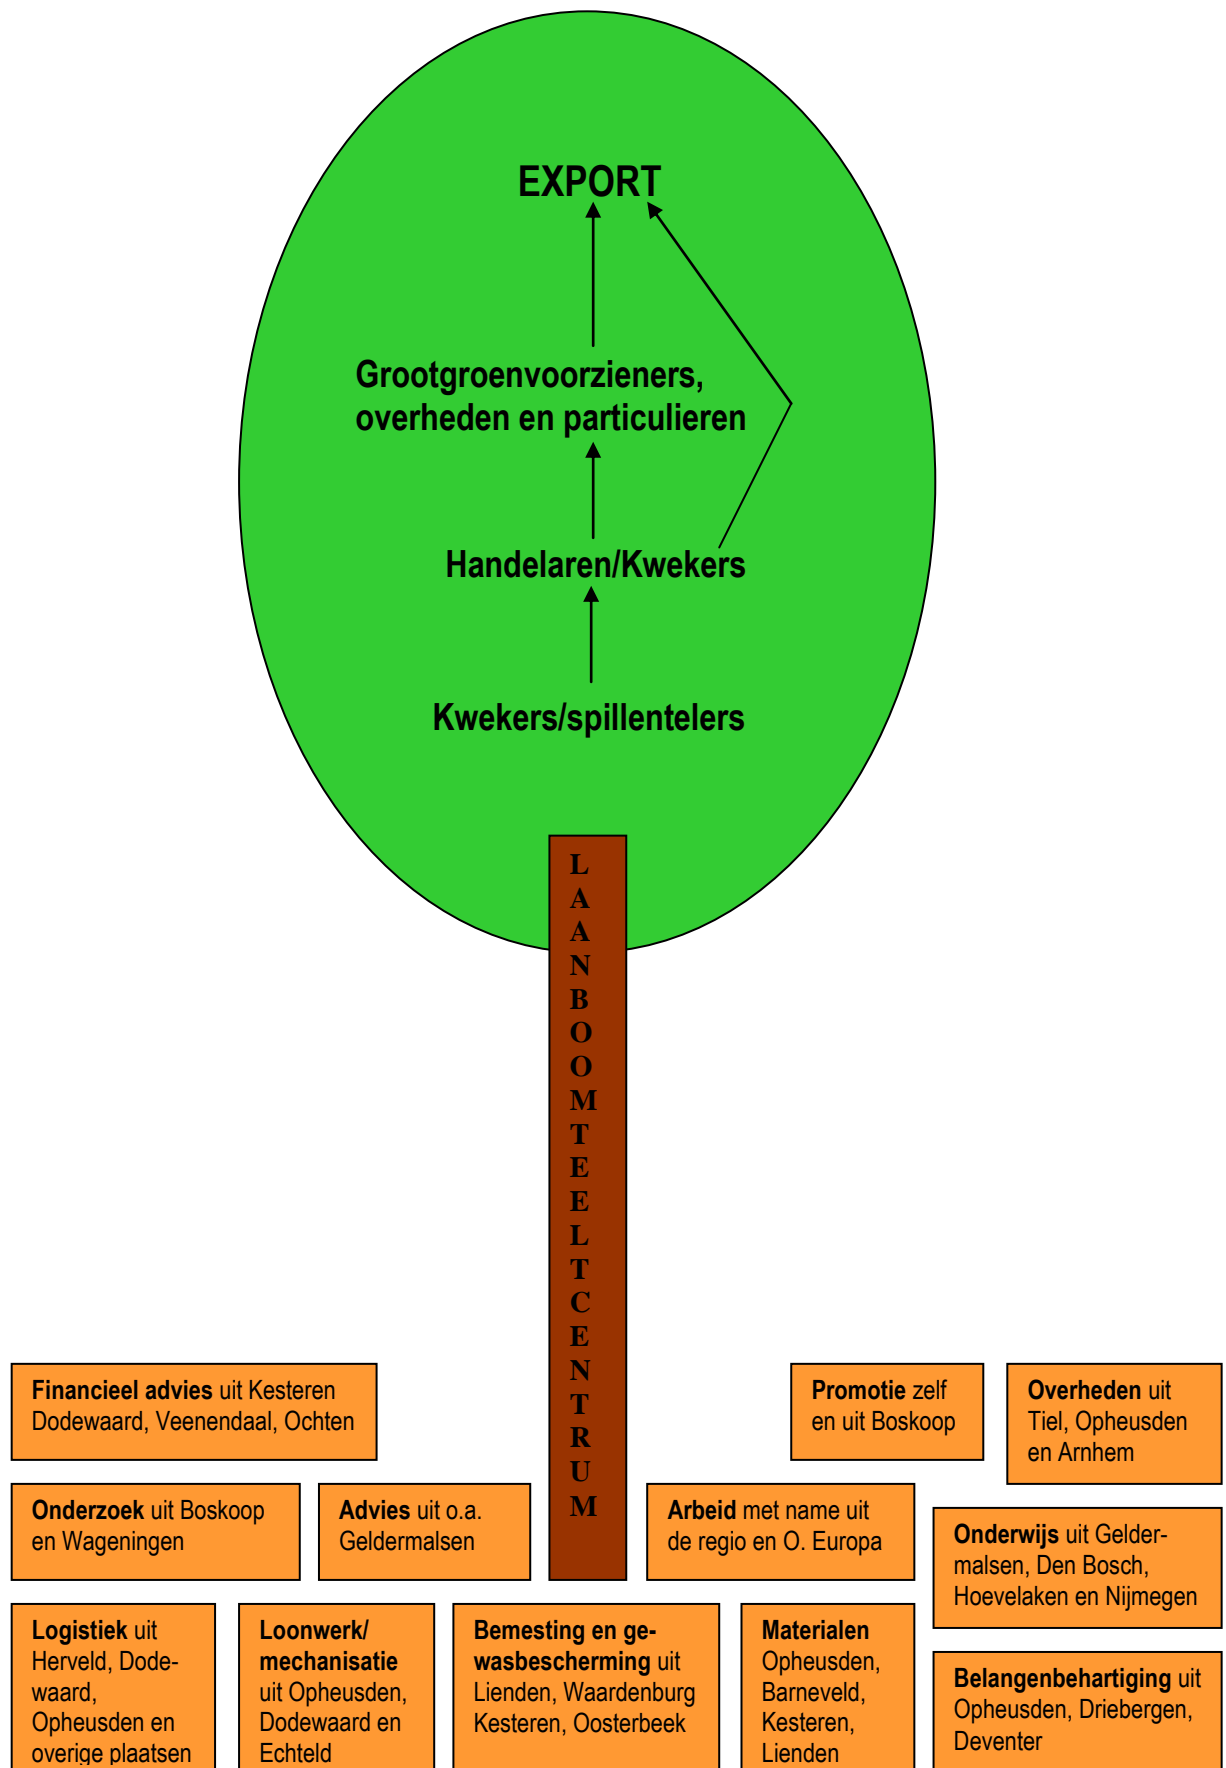 EXPORT
Grootgroenvoorzieners,
overheden en particulieren
Handelaren/Kwekers
Kwekers/spillentelers
L
A
A
N
B
O
O
M
T
E
E
L
T
C
E
N
T
R
U
M
Financieel advies uit Kesteren
Dodewaard, Veenendaal, Ochten
Promotie zelf
en uit Boskoop
Overheden uit
Tiel, Opheusden
en Arnhem
Onderzoek uit Boskoop
en Wageningen
Advies uit o.a.
Geldermalsen
Arbeid met name uit
de regio en O. Europa
Onderwijs uit Gelder-
malsen, Den Bosch,
Hoevelaken en Nijmegen
Logistiek uit
Herveld, Dode-
waard,
Opheusden en
overige plaatsen
Loonwerk/
mechanisatie
uit Opheusden,
Dodewaard en
Echteld
Bemesting en ge-
wasbescherming uit
Lienden, Waardenburg
Kesteren, Oosterbeek
Materialen
Opheusden,
Barneveld,
Kesteren,
Lienden
Belangenbehartiging uit
Opheusden, Driebergen,
Deventer